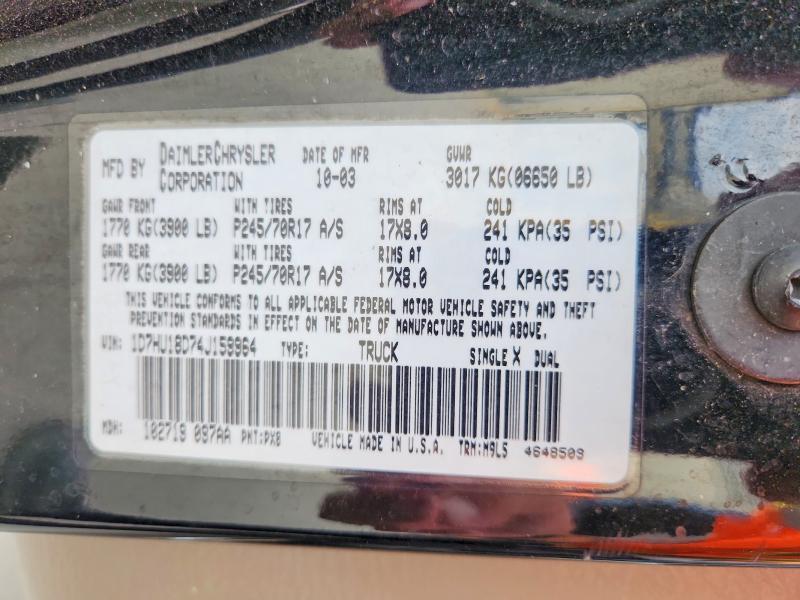 MFD BY DAIMLERCHRYSLER CORPORATION DATE OF MFR 10-03 GVWR 3017 KG(06650 LB)
GAWR FRONT WITH TIRES RIMS AT COLD
1770 KG(3900 LB) P245/70R17 A/S 17X8.0 241 KPA(35 PSI)
GAWR REAR WITH TIRES RIMS AT COLD
1770 KG(3900 LB) P245/70R17 A/S 17X8.0 241 KPA(35 PSI)
THIS VEHICLE CONFORMS TO ALL APPLICABLE FEDERAL MOTOR VEHICLE SAFETY AND THEFT
PREVENTION STANDARDS IN EFFECT ON THE DATE OF MANUFACTURE SHOWN ABOVE.
VIN: 1D7HU18D74J159964 TYPE: TRUCK SINGLE X DUAL
MDH: 102719 097AA PNT:PX8 VEHICLE MADE IN U.S.A. TRM:M9L5 4648509